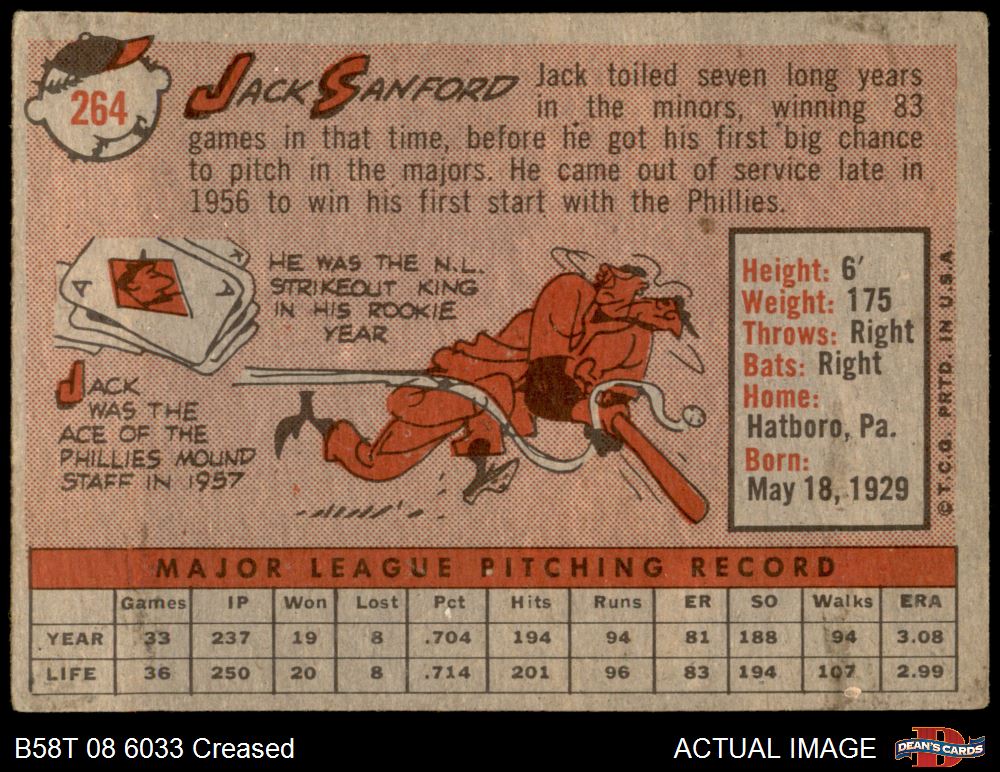 264
JACK SANFORD
Jack toiled seven long years
in the minors, winning 83
games in that time, before he got his first big chance
to pitch in the majors. He came out of service late in
1956 to win his first start with the Phillies.
A
A
K
HE WAS THE N.L.
STRIKEOUT KING
IN HIS ROOKIE
YEAR
JACK
WAS THE
ACE OF THE
PHILLIES MOUND
STAFF IN 1957
Height: 6'
Weight: 175
Throws: Right
Bats: Right
Home:
Hatboro, Pa.
Born:
May 18, 1929
© T.C.G. PRTD. IN U.S.A.
MAJOR LEAGUE PITCHING RECORD
Games IP Won Lost Pct Hits Runs ER SO Walks ERA
YEAR 33 237 19 8 .704 194 94 81 188 94 3.08
LIFE 36 250 20 8 .714 201 96 83 194 107 2.99
B58T 08 6033 Creased
ACTUAL IMAGE
DEAN'S CARDS